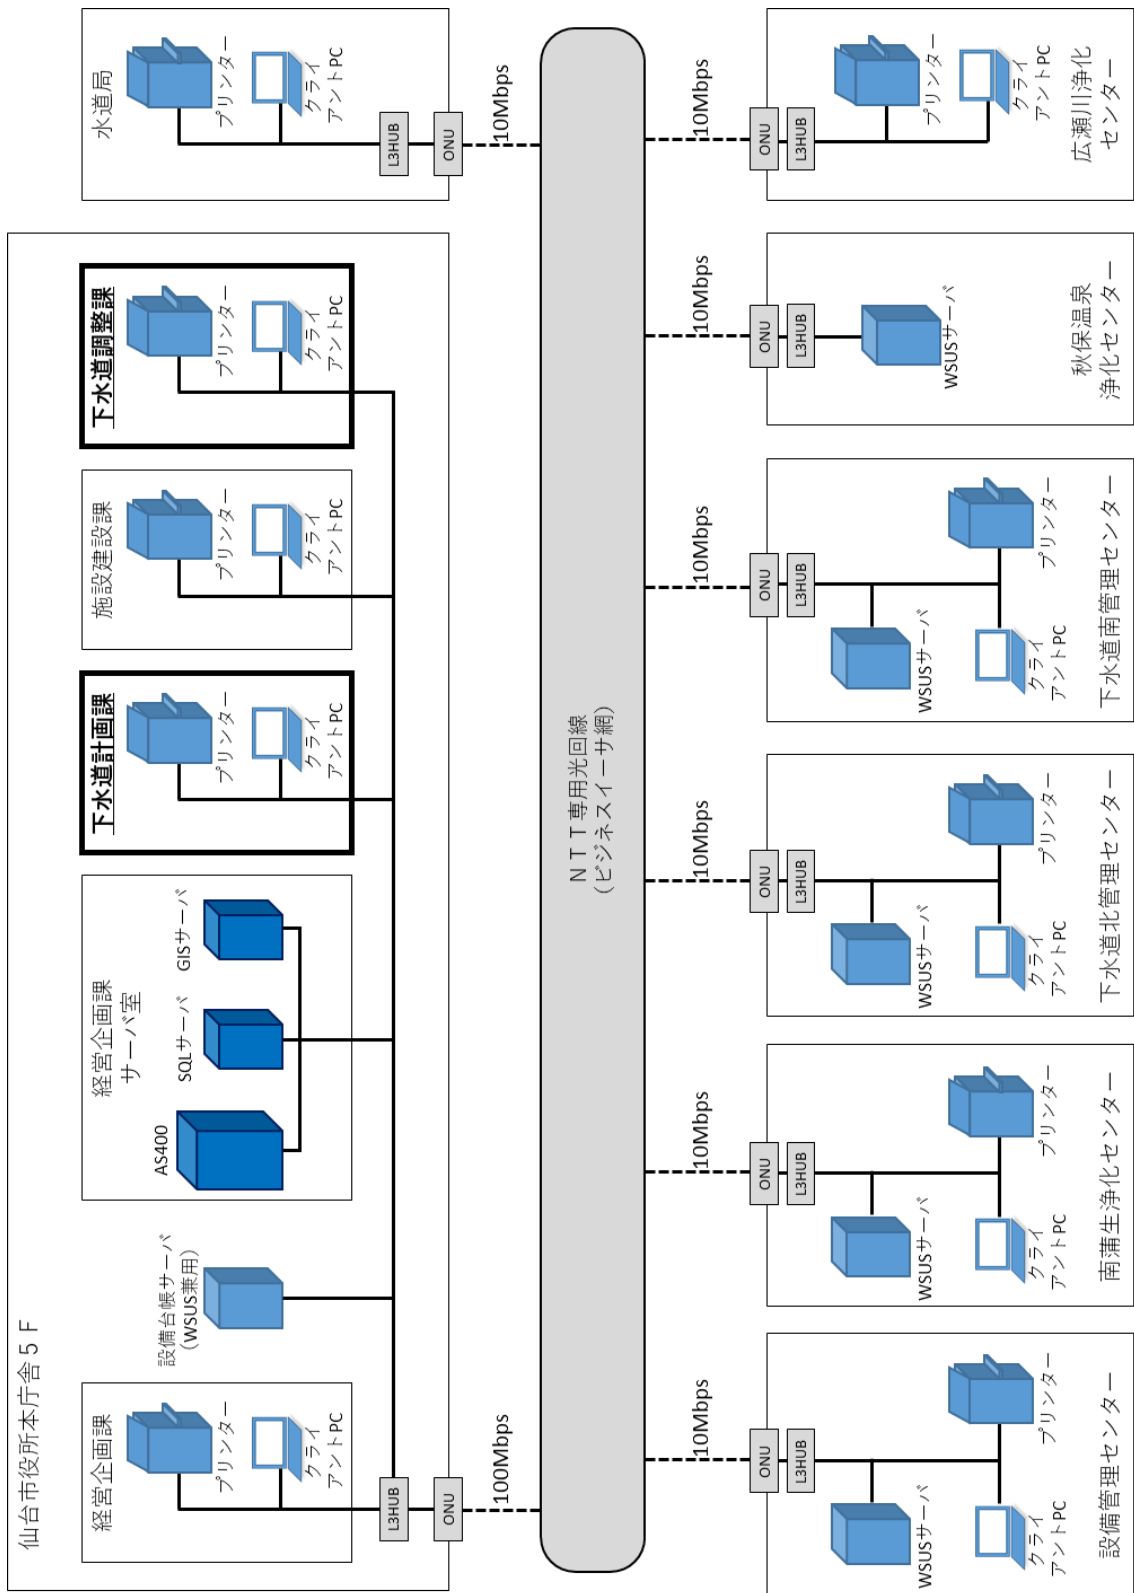 仙台市役所本庁舎５Ｆ
経営企画課
プリンター
クライ
アントPC
L3HUB
ONU
100Mbps
設備台帳サーバ
(WSUS兼用)
経営企画課
サーバ室
AS400
SQLサーバ
GISサーバ
下水道計画課
プリンター
クライ
アントPC
施設建設課
プリンター
クライ
アントPC
下水道調整課
プリンター
クライ
アントPC
水道局
プリンター
クライ
アントPC
L3HUB
ONU
10Mbps
ＮＴＴ専用光回線
(ビジネスイーサ網)
10Mbps
ONU
L3HUB
WSUSサーバ
クライ
アントPC
プリンター
設備管理センター
10Mbps
ONU
L3HUB
WSUSサーバ
クライ
アントPC
プリンター
南蒲生浄化センター
10Mbps
ONU
L3HUB
WSUSサーバ
クライ
アントPC
プリンター
下水道北管理センター
10Mbps
ONU
L3HUB
WSUSサーバ
クライ
アントPC
プリンター
下水道南管理センター
10Mbps
ONU
L3HUB
WSUSサーバ
秋保温泉
浄化センター
10Mbps
ONU
L3HUB
プリンター
クライ
アントPC
広瀬川浄化
センター